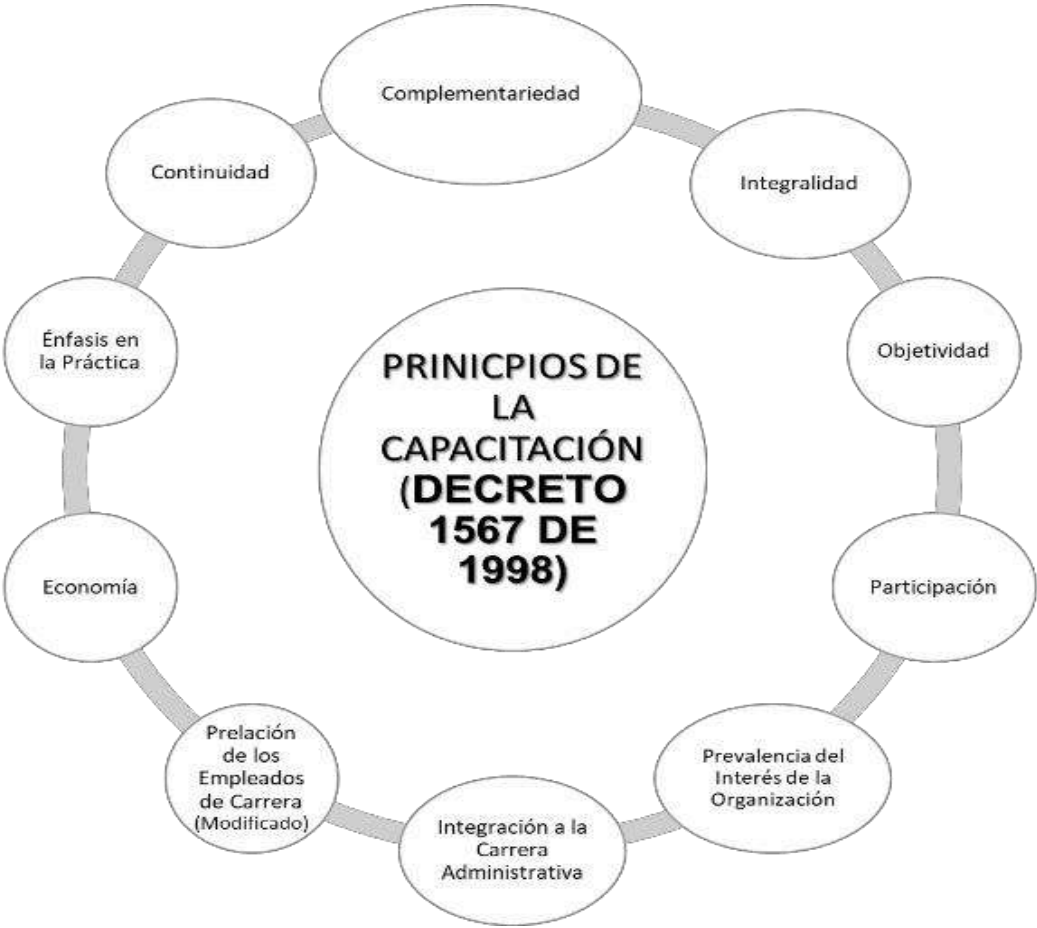 Complementariedad
Integralidad
Objetividad
Participación
Prevalencia del
Interés de la
Organización
Integración a la
Carrera
Administrativa
Prelación
de los
Empleados
de Carrera
(Modificado)
Economía
Énfasis en
la Práctica
Continuidad
PRINICPIOS DE
LA
CAPACITACIÓN
(DECRETO
1567 DE
1998)